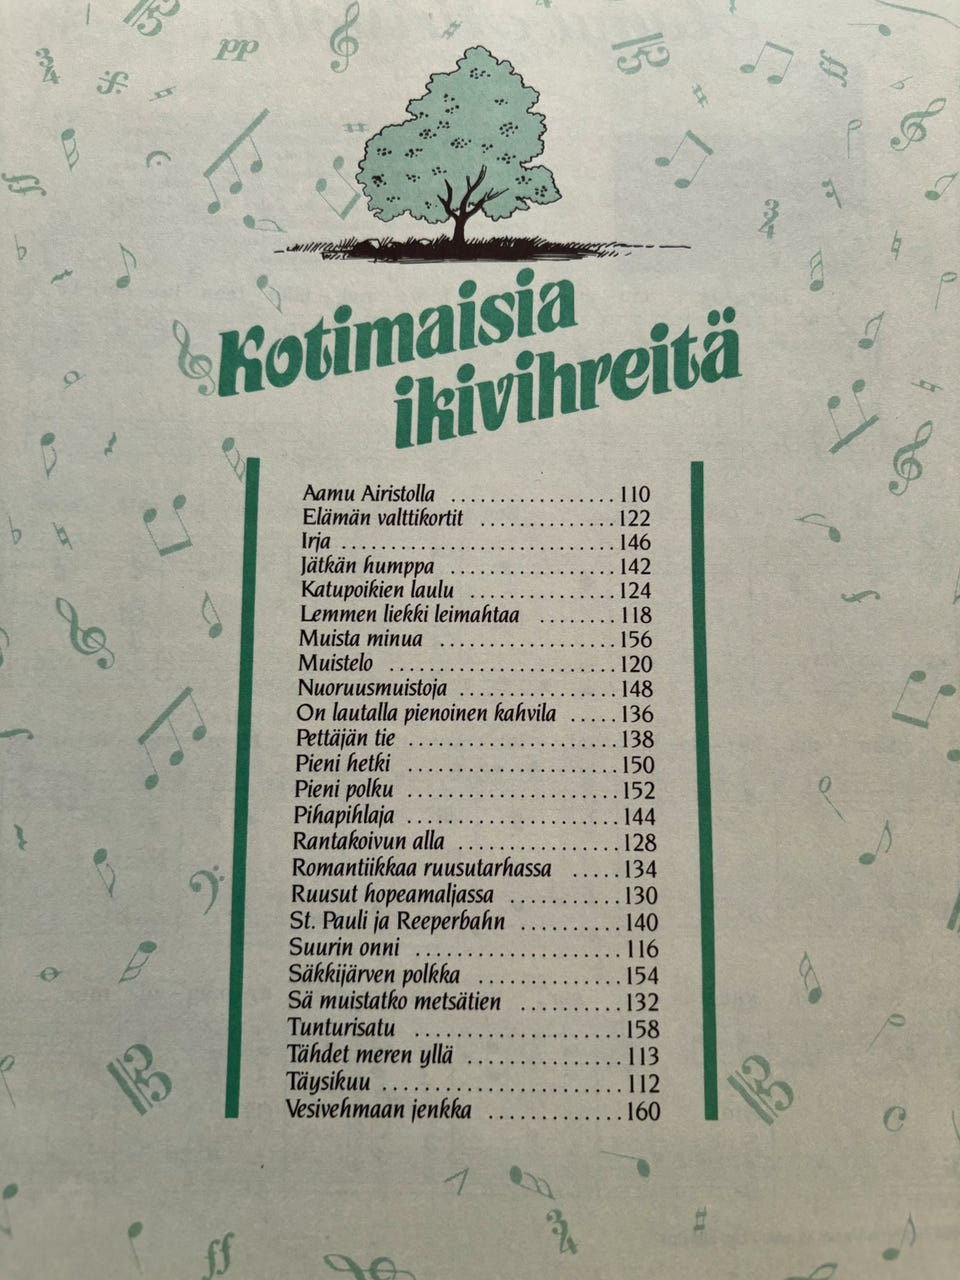 Kotimaisia
ikivihreitä
Aamu Airistolla ................. 110
Elämän valttikortit .............. 122
Irja ............................ 146
Jätkän humppa ................. 142
Katupoikien laulu ............... 124
Lemmen liekki leimahtaa ........ 118
Muista minua .................. 156
Muistelo ....................... 120
Nuoruusmuistoja ................ 148
On lautalla pienoinen kahvila ..... 136
Pettäjän tie ...................... 138
Pieni hetki ...................... 150
Pieni polku ...................... 152
Pihapihlaja ...................... 144
Rantakoivun alla ................. 128
Romantiikkaa ruusutarhassa ..... 134
Ruusut hopeamaljassa ........... 130
St. Pauli ja Reeperbahn .......... 140
Suurin onni ..................... 116
Säkkijärven polkka .............. 154
Sä muistatko metsätien .......... 132
Tunturisatu ..................... 158
Tähdet meren yllä ............... 113
Täysikuu ........................ 112
Vesivehmaan jenkka ............. 160